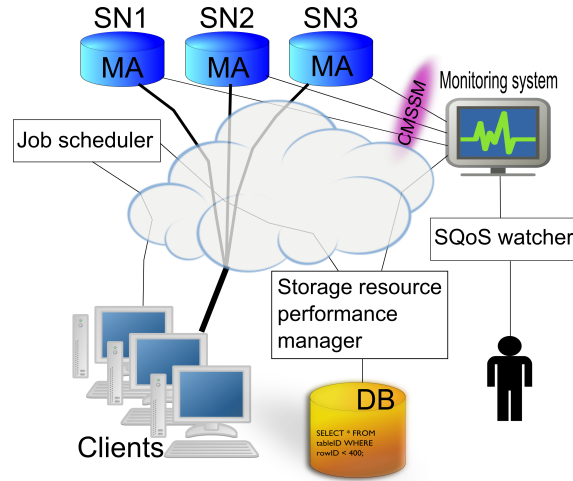 SN1 SN2 SN3
MA MA MA
CMSSM
Monitoring system
Job scheduler
SQoS watcher
Storage resource
performance
manager
Clients
DB
SELECT * FROM
tableID WHERE
rowID < 400;